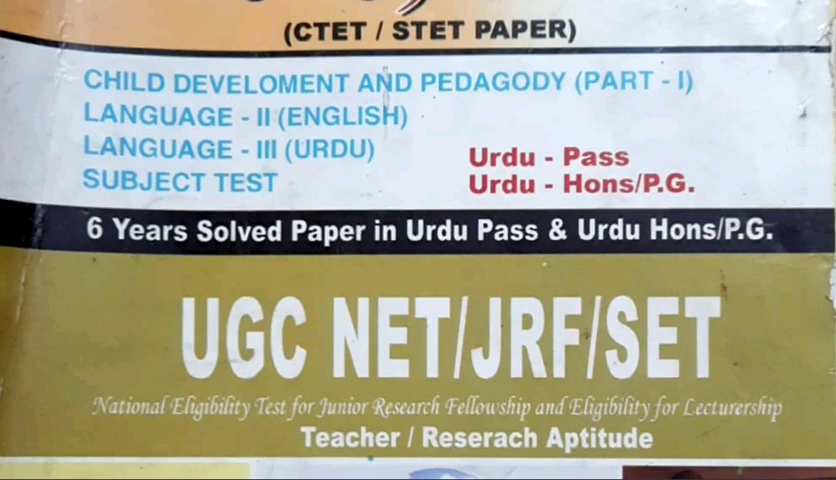 (CTET / STET PAPER)
CHILD DEVELOMENT AND PEDAGODY (PART - I)
LANGUAGE - II (ENGLISH)
LANGUAGE - III (URDU)
Urdu - Pass
SUBJECT TEST
Urdu - Hons/P.G.
6 Years Solved Paper in Urdu Pass & Urdu Hons/P.G.
UGC NET/JRF/SET
National Eligibility Test for Junior Research Fellowship and Eligibility for Lecturership
Teacher / Reserach Aptitude